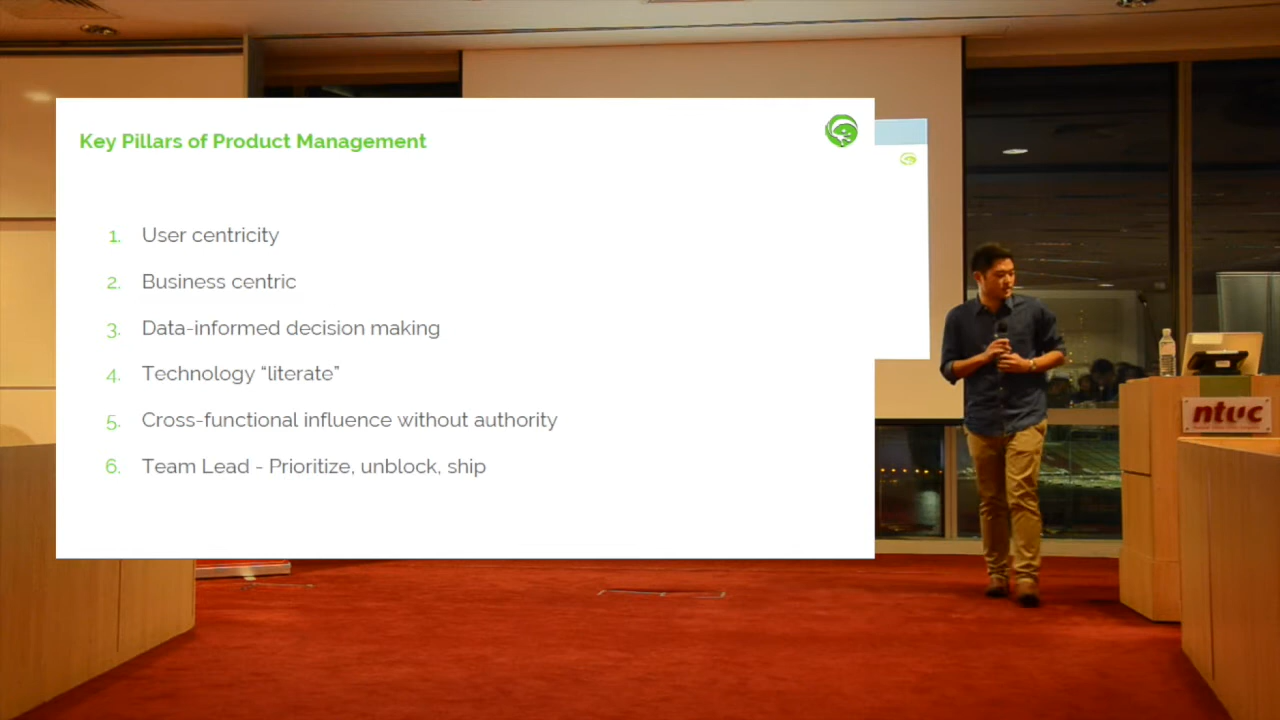 Key Pillars of Product Management
1. User centricity
2. Business centric
3. Data-informed decision making
4. Technology “literate”
5. Cross-functional influence without authority
6. Team Lead - Prioritize, unblock, ship
ntuc